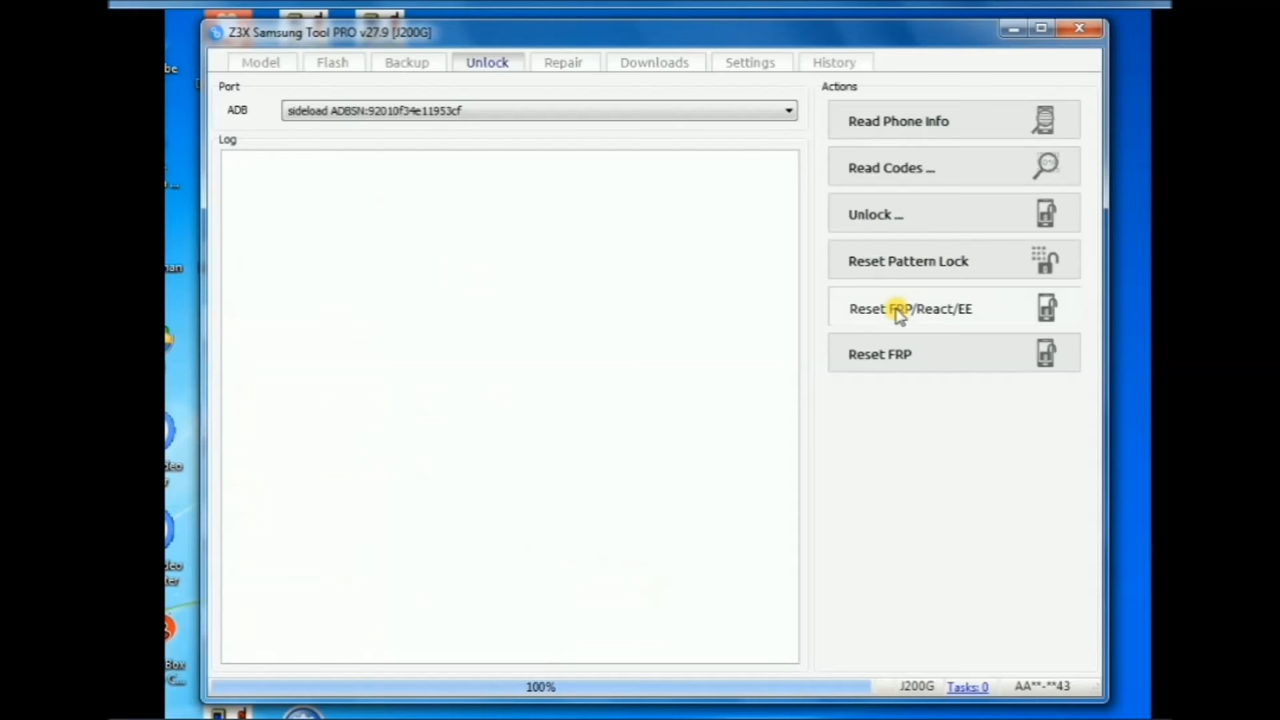 Z3X Samsung Tool PRO v27.9 [J200G]
Model Flash Backup Unlock Repair Downloads Settings History
Port
ADB sideload ADBSN:92010f34e11953cf
Log
Actions
Read Phone Info
Read Codes ...
Unlock ...
Reset Pattern Lock
Reset FRP/React/EE
Reset FRP
100%
J200G Tasks: 0 AA**-**43